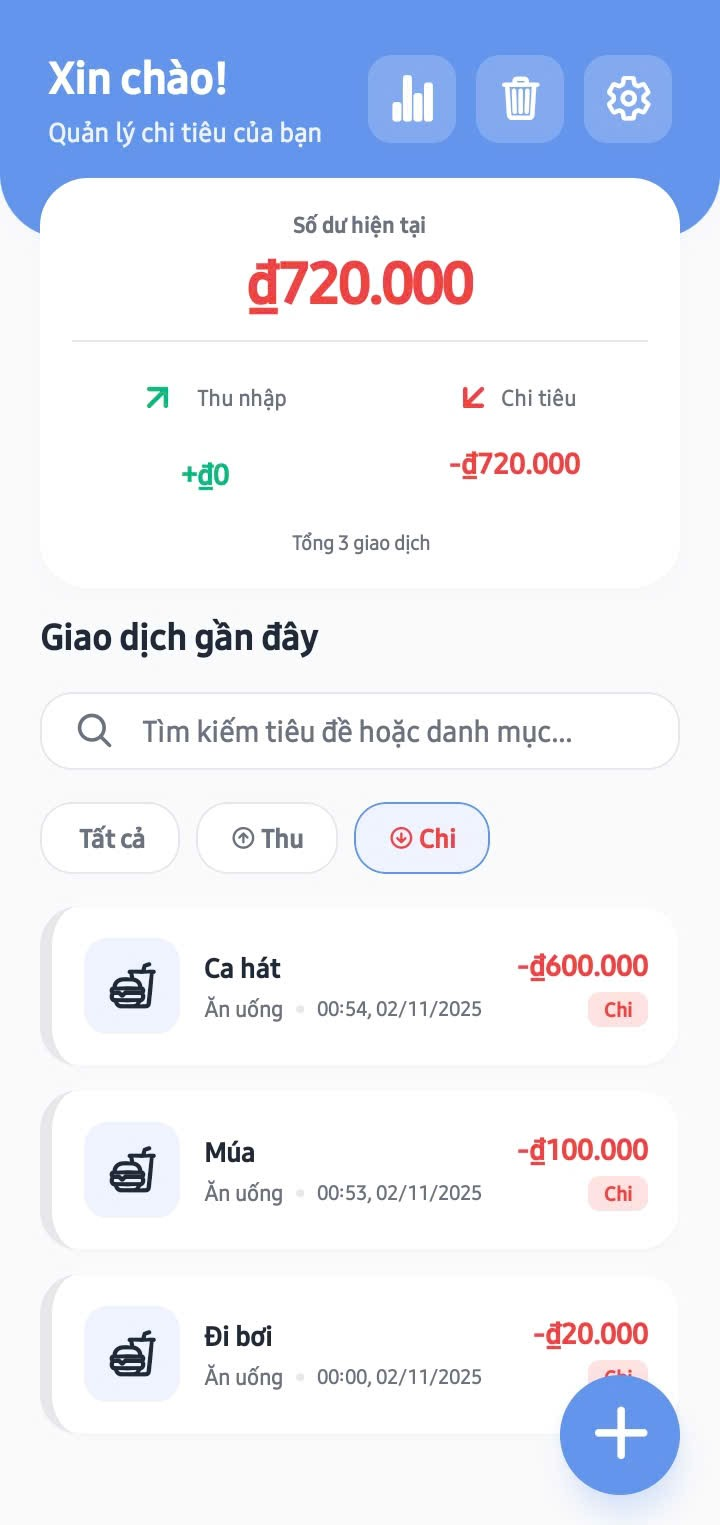 Xin chào!
Quản lý chi tiêu của bạn
Số dư hiện tại
₫720.000
Thu nhập
Chi tiêu
+₫0
-₫720.000
Tổng 3 giao dịch
Giao dịch gần đây
Tìm kiếm tiêu đề hoặc danh mục...
Tất cả
Thu
Chi
Ca hát
-₫600.000
Ăn uống • 00:54, 02/11/2025
Chi
Múa
-₫100.000
Ăn uống • 00:53, 02/11/2025
Chi
Đi bơi
-₫20.000
Ăn uống • 00:00, 02/11/2025
Chi